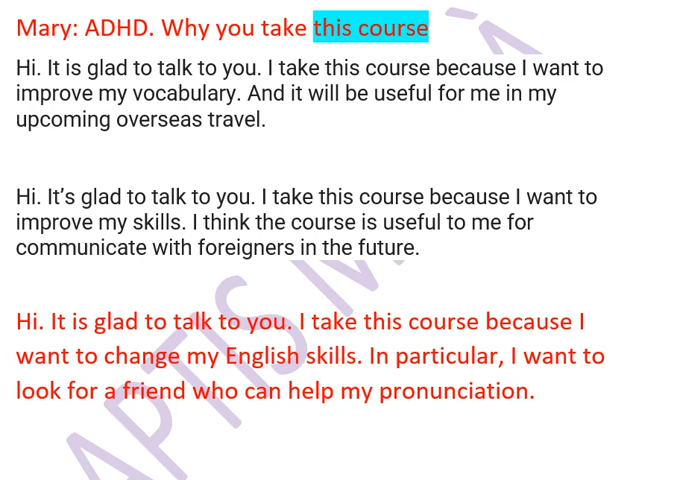 Mary: ADHD. Why you take this course
Hi. It is glad to talk to you. I take this course because I want to
improve my vocabulary. And it will be useful for me in my
upcoming overseas travel.
Hi. It’s glad to talk to you. I take this course because I want to
improve my skills. I think the course is useful to me for
communicate with foreigners in the future.
Hi. It is glad to talk to you. I take this course because I
want to change my English skills. In particular, I want to
look for a friend who can help my pronunciation.
APTIS